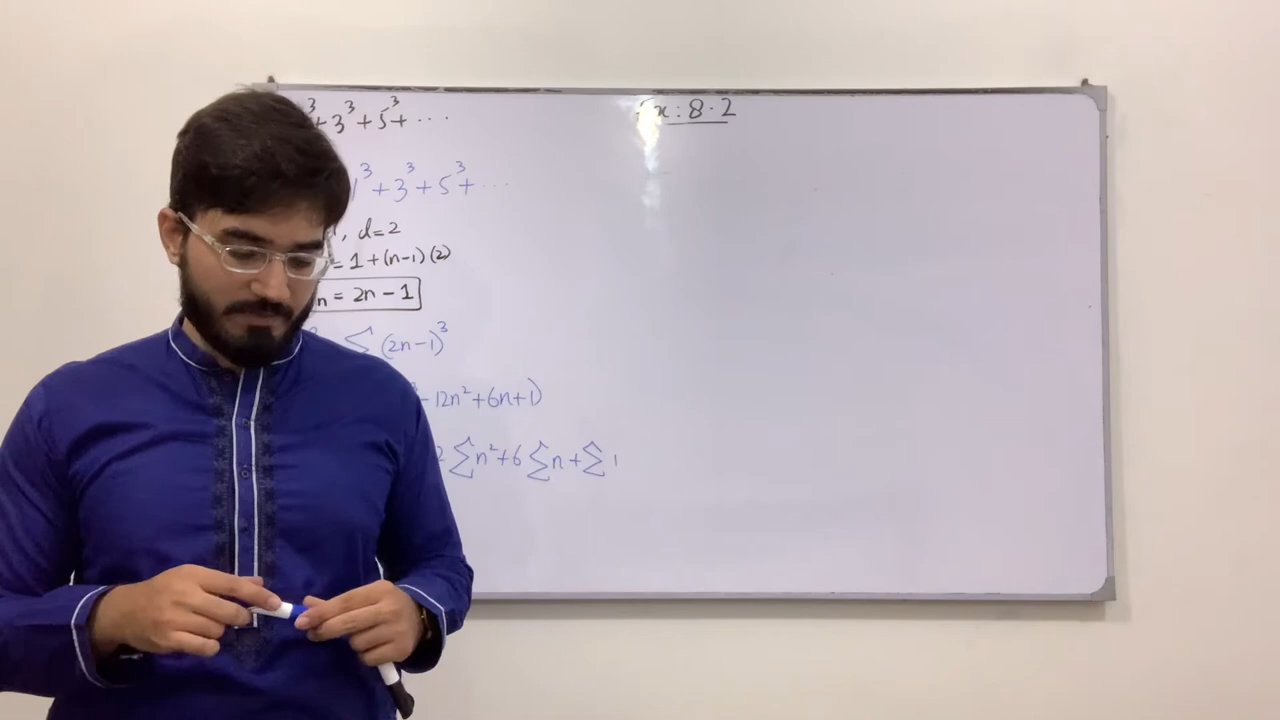 ³+3³+5³+...
Ex: 8.2
1³+3³+5³+...
, d=2
= 1+(n-1)(2)
n = 2n-1
∑(2n-1)³
-12n²+6n+1)
2∑n²+6∑n+∑1